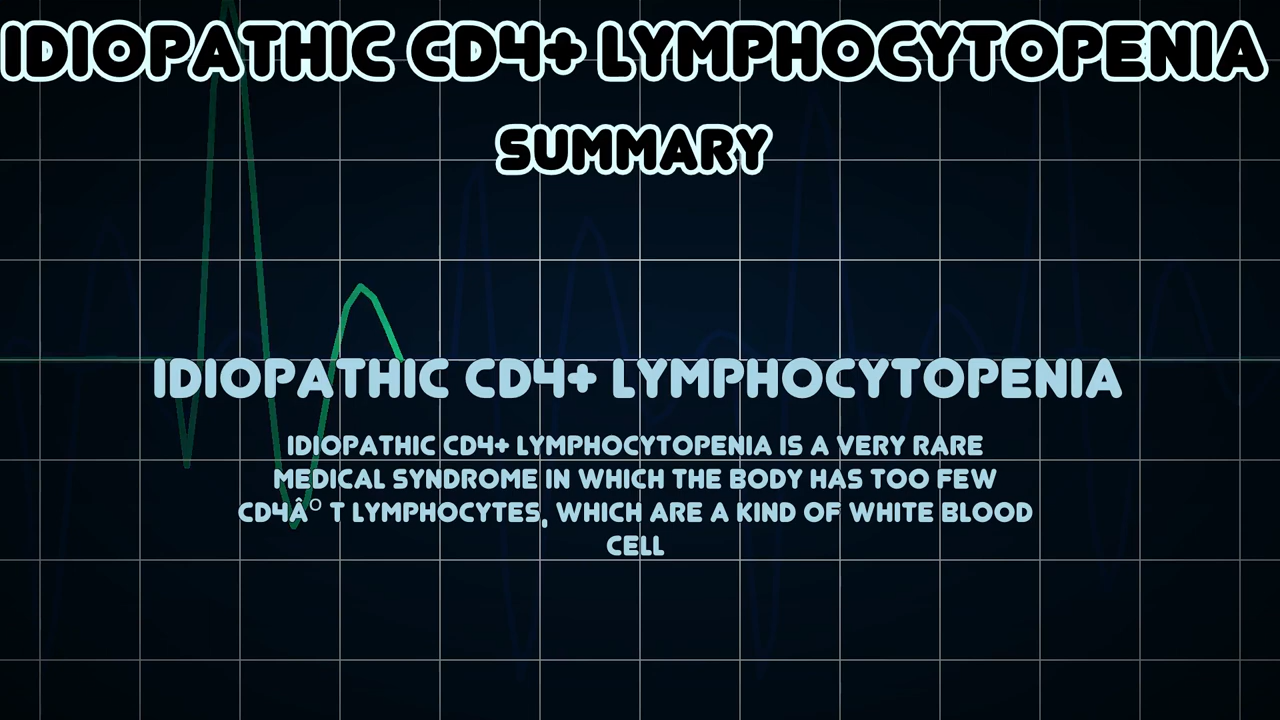 IDIOPATHIC CD4+ LYMPHOCYTOPENIA
SUMMARY
IDIOPATHIC CD4+ LYMPHOCYTOPENIA
IDIOPATHIC CD4+ LYMPHOCYTOPENIA IS A VERY RARE
MEDICAL SYNDROME IN WHICH THE BODY HAS TOO FEW
CD4Âº T LYMPHOCYTES, WHICH ARE A KIND OF WHITE BLOOD
CELL